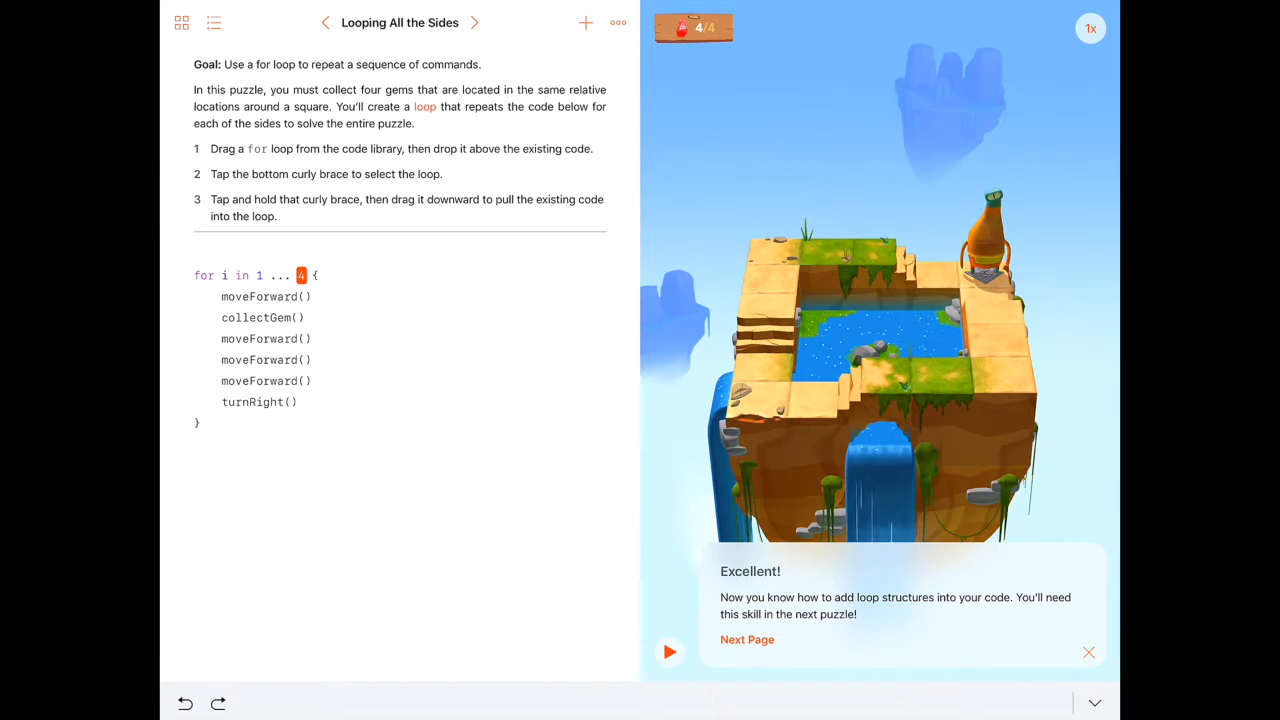 Looping All the Sides
4/4
1x
Goal: Use a for loop to repeat a sequence of commands.
In this puzzle, you must collect four gems that are located in the same relative
locations around a square. You'll create a loop that repeats the code below for
each of the sides to solve the entire puzzle.
1 Drag a for loop from the code library, then drop it above the existing code.
2 Tap the bottom curly brace to select the loop.
3 Tap and hold that curly brace, then drag it downward to pull the existing code
into the loop.
for i in 1 ... 4 {
moveForward()
collectGem()
moveForward()
moveForward()
moveForward()
turnRight()
}
Excellent!
Now you know how to add loop structures into your code. You'll need
this skill in the next puzzle!
Next Page